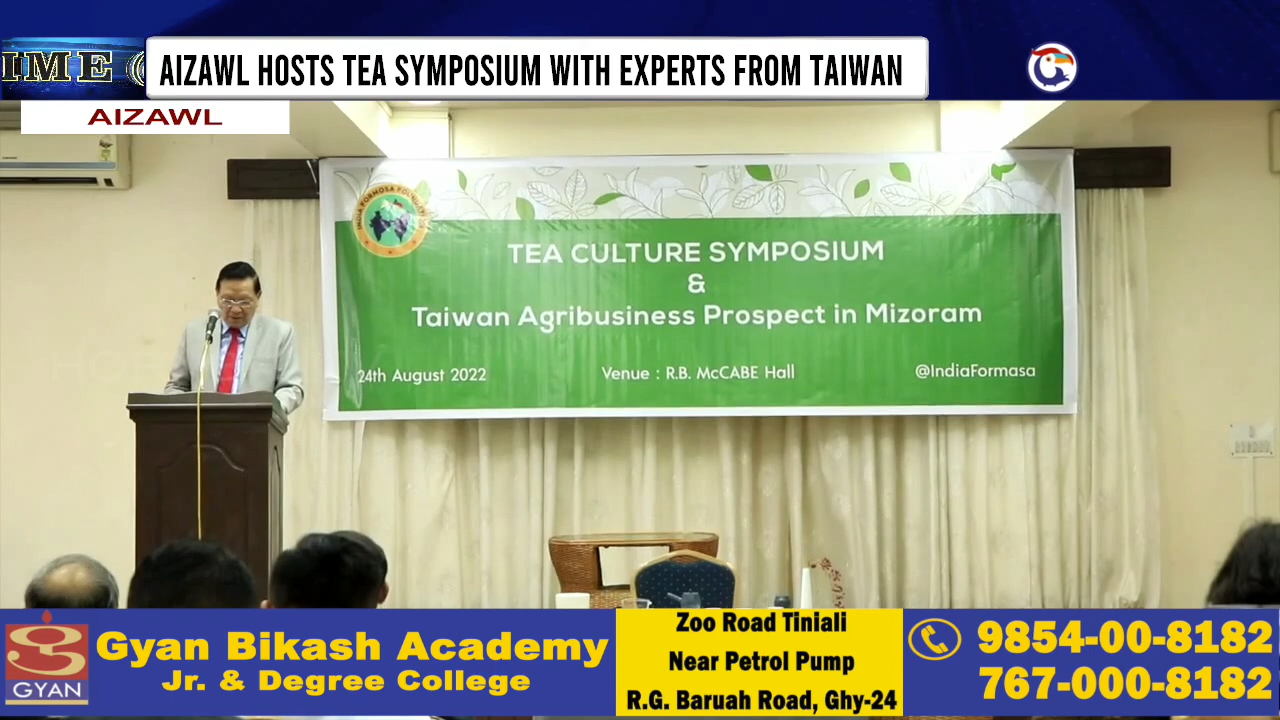 IME
AIZAWL HOSTS TEA SYMPOSIUM WITH EXPERTS FROM TAIWAN
AIZAWL
TEA CULTURE SYMPOSIUM
&
Taiwan Agribusiness Prospect in Mizoram
24th August 2022
Venue : R.B. McCABE Hall
@IndiaFormasa
GYAN
Gyan Bikash Academy
Jr. & Degree College
Zoo Road Tiniali
Near Petrol Pump
R.G. Baruah Road, Ghy-24
9854-00-8182
767-000-8182